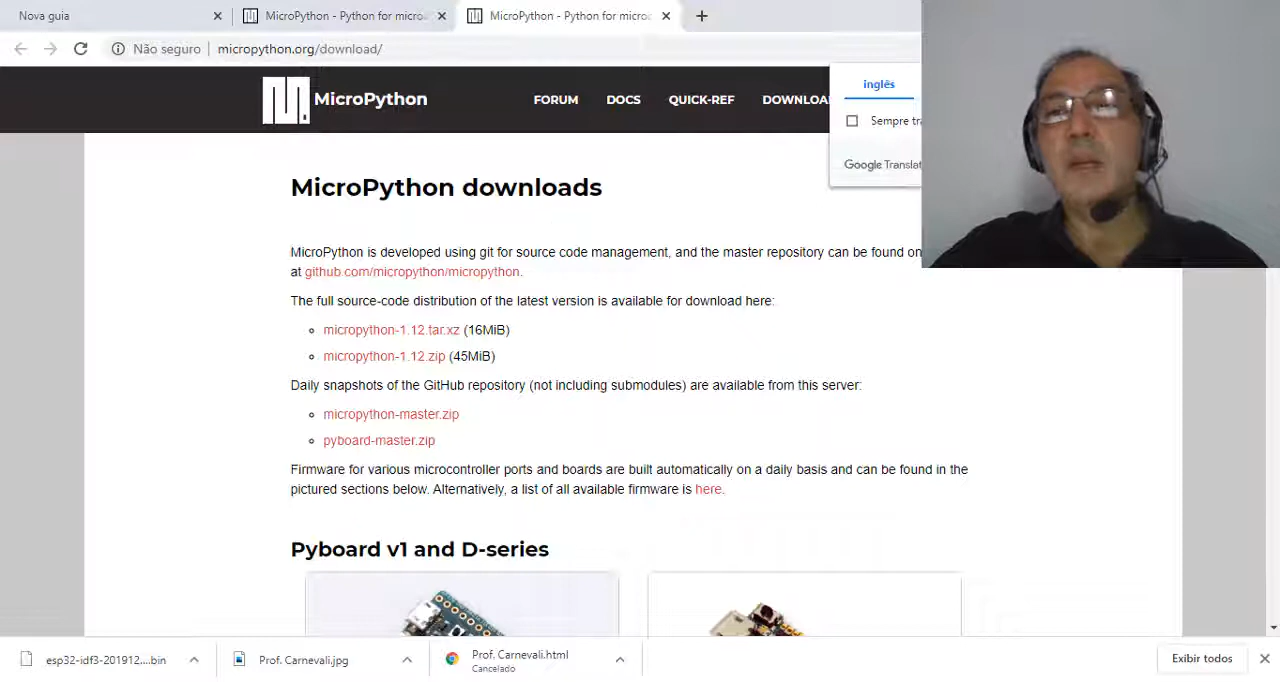 Nova guia
MicroPython - Python for micro
MicroPython - Python for micro
Não seguro micropython.org/download/
MicroPython
FORUM DOCS QUICK-REF DOWNLOA
inglês
Sempre tra
Google Translat
MicroPython downloads
MicroPython is developed using git for source code management, and the master repository can be found on
at github.com/micropython/micropython.
The full source-code distribution of the latest version is available for download here:
micropython-1.12.tar.xz (16MiB)
micropython-1.12.zip (45MiB)
Daily snapshots of the GitHub repository (not including submodules) are available from this server:
micropython-master.zip
pyboard-master.zip
Firmware for various microcontroller ports and boards are built automatically on a daily basis and can be found in the
pictured sections below. Alternatively, a list of all available firmware is here.
Pyboard v1 and D-series
esp32-idf3-201912....bin
Prof. Carnevali.jpg
Prof. Carnevali.html
Cancelado
Exibir todos